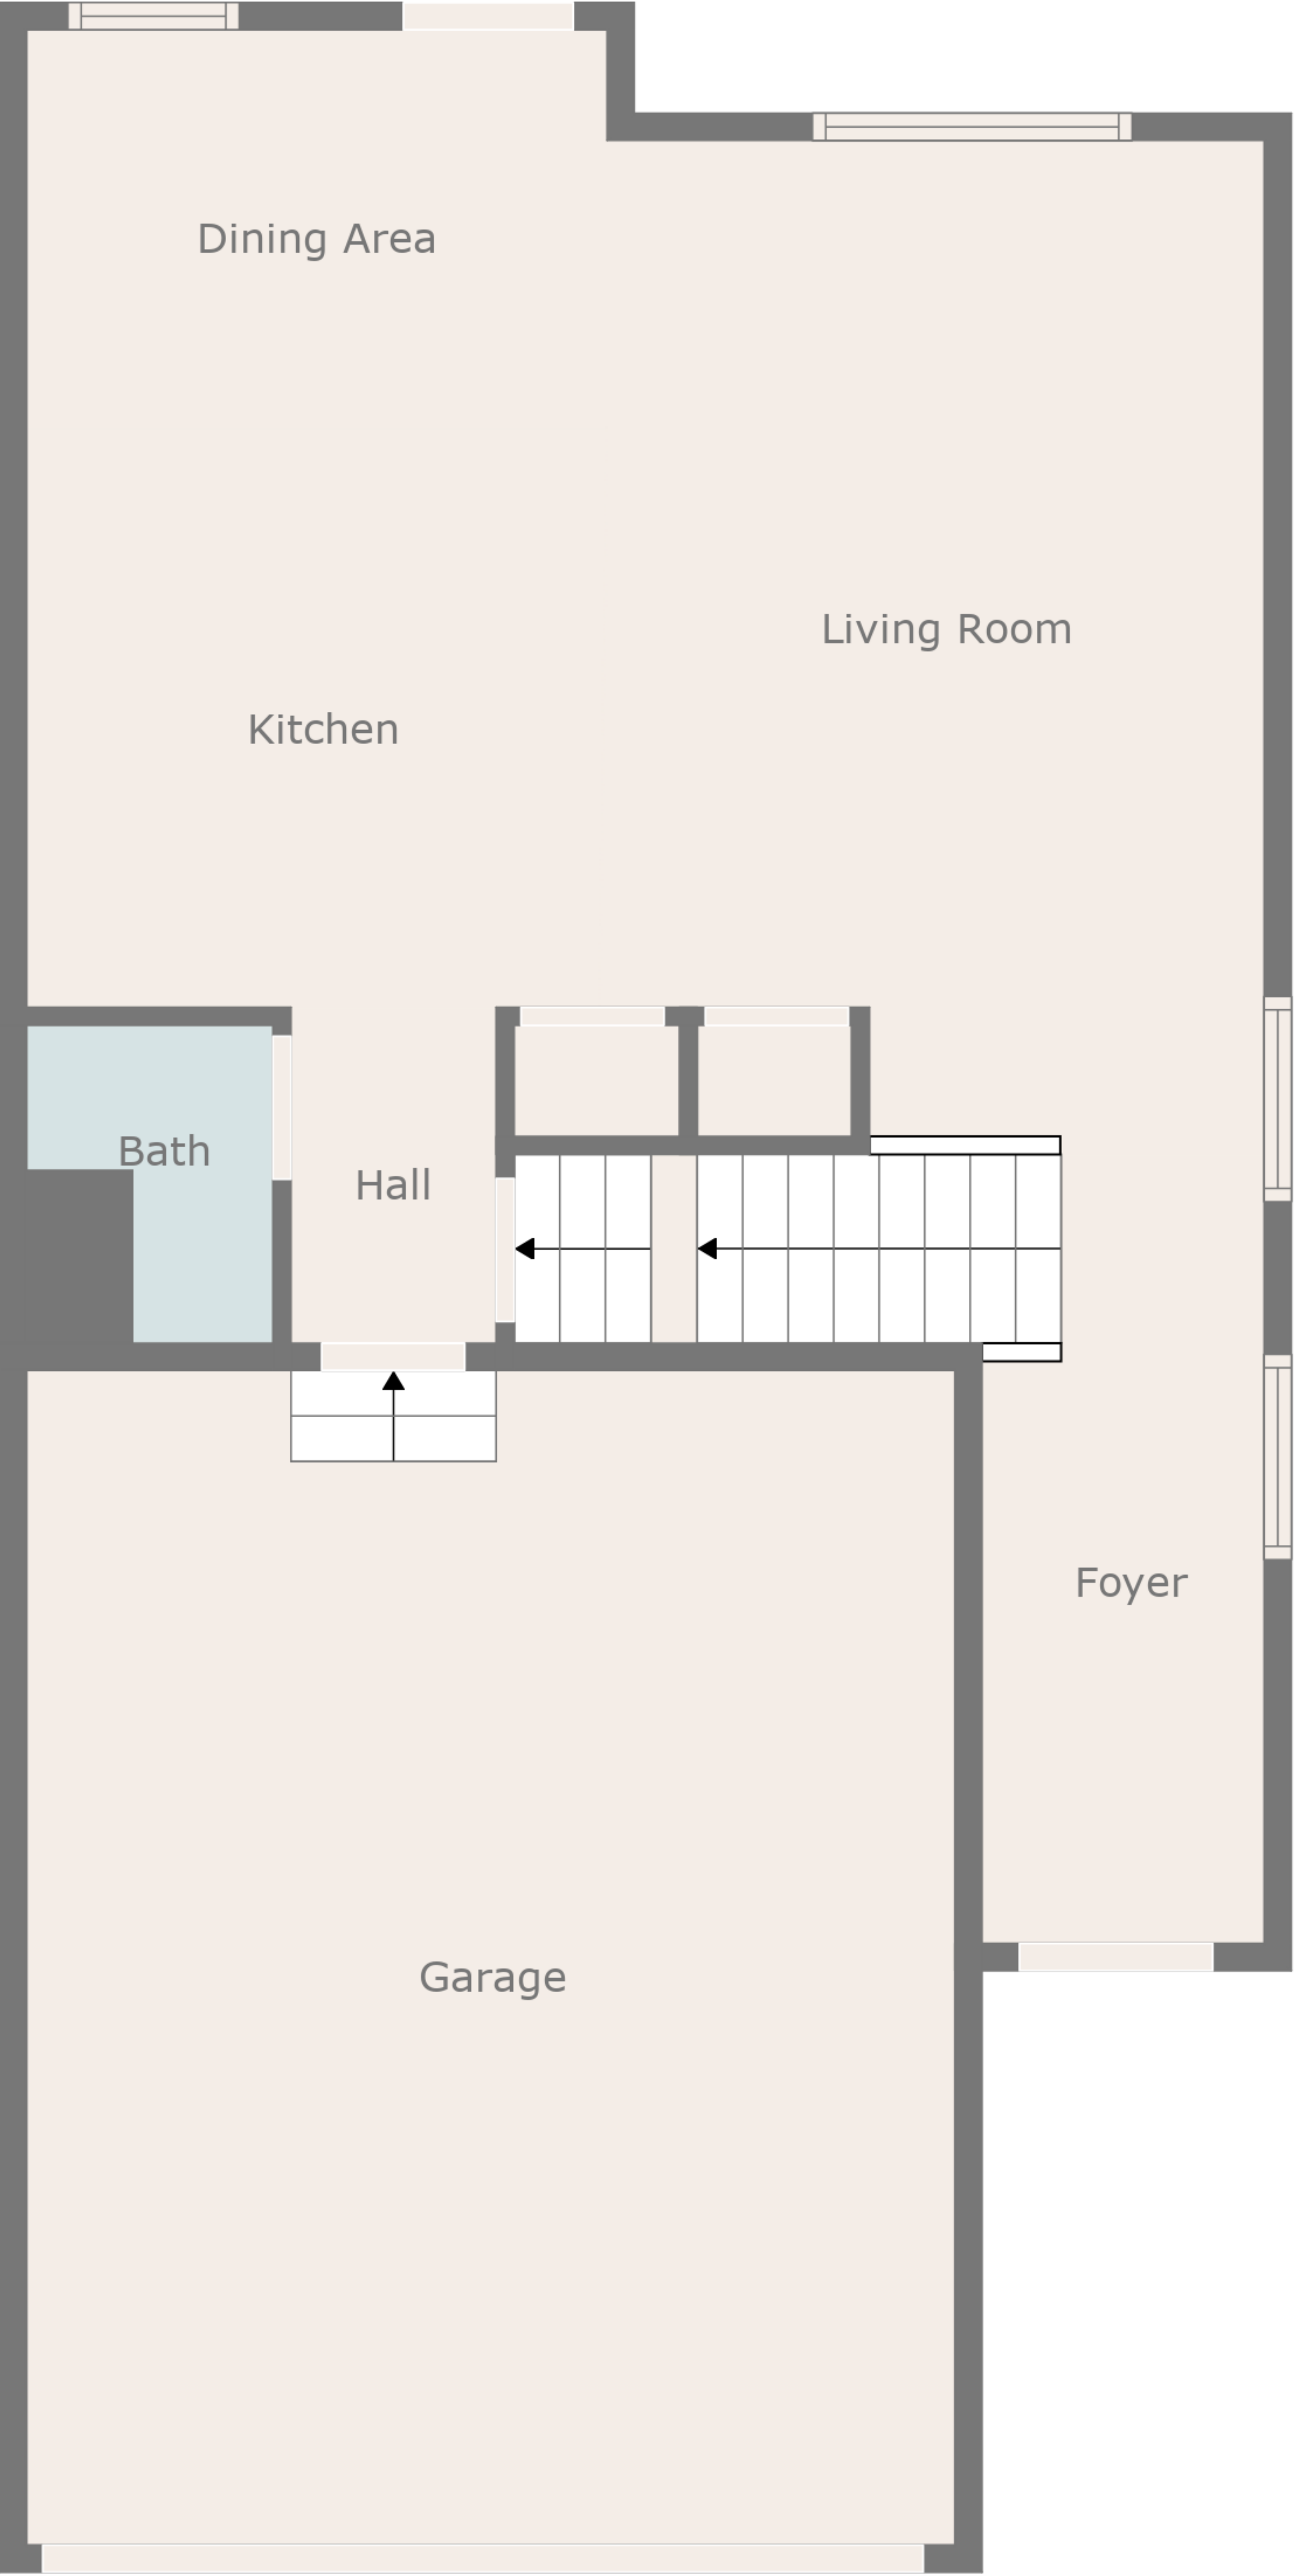 Dining Area
Living Room
Kitchen
Bath
Hall
Foyer
Garage